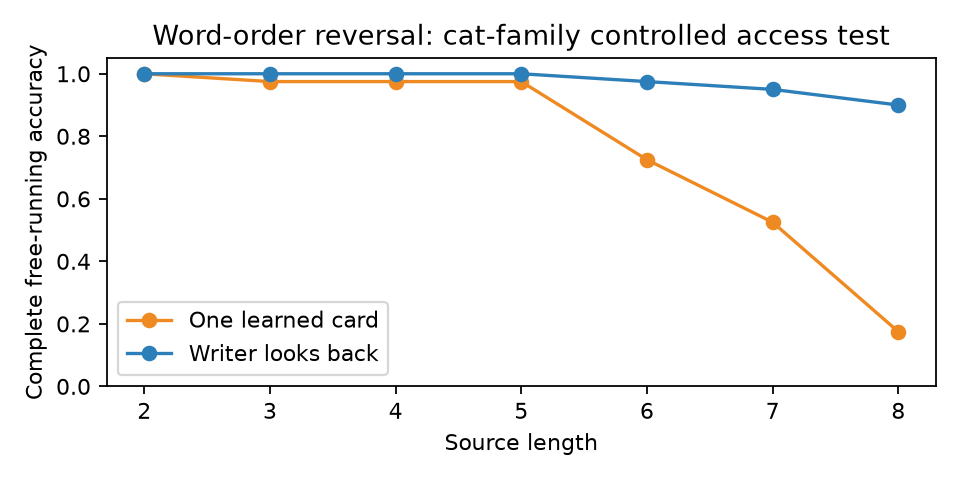 Word-order reversal: cat-family controlled access test
Complete free-running accuracy
1.0
0.8
0.6
0.4
0.2
0.0
One learned card
Writer looks back
2 3 4 5 6 7 8
Source length